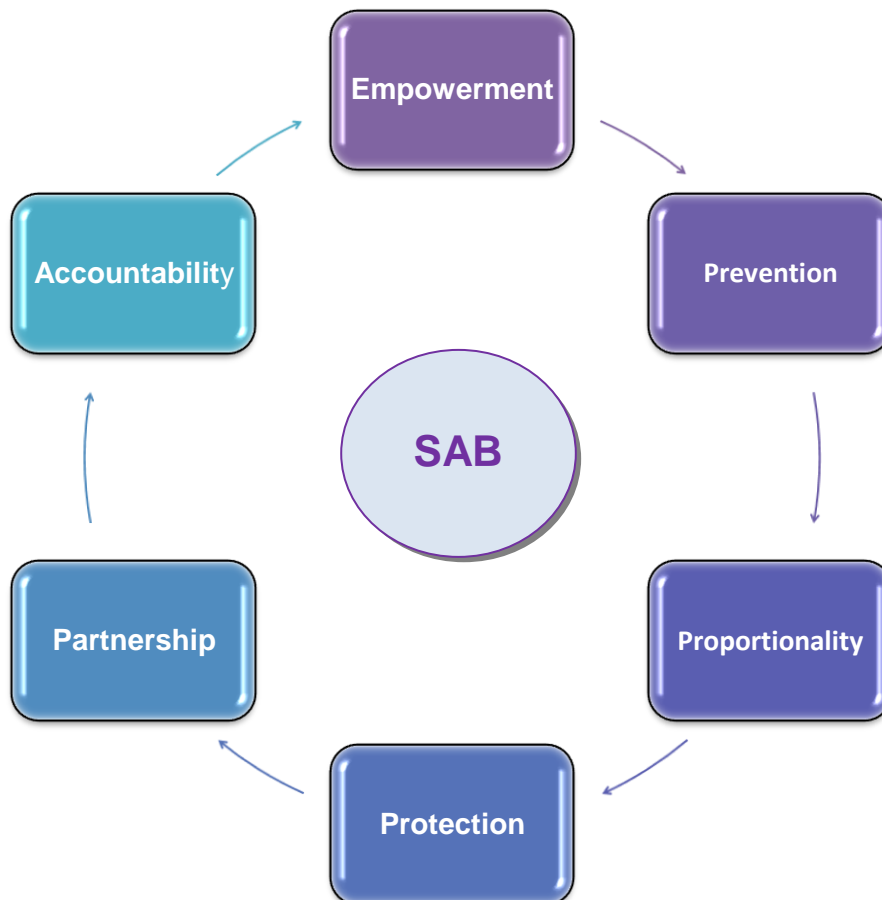 Empowerment
Prevention
Proportionality
Protection
Partnership
Accountability
SAB